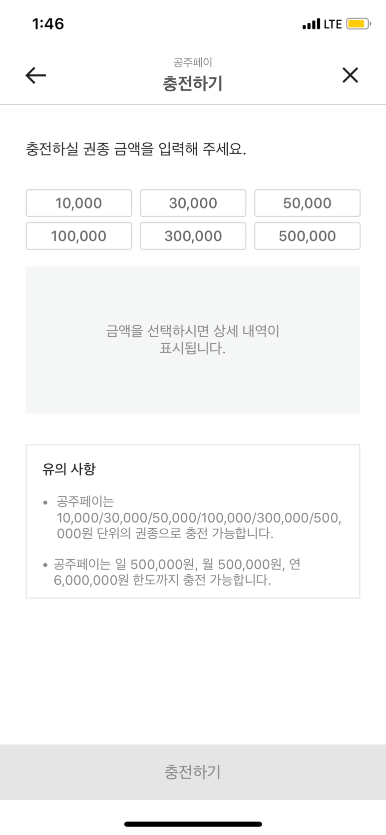 1:46
LTE
공주페이
충전하기
충전하실 권종 금액을 입력해 주세요.
10,000 30,000 50,000
100,000 300,000 500,000
금액을 선택하시면 상세 내역이
표시됩니다.
유의 사항
• 공주페이는
10,000/30,000/50,000/100,000/300,000/500,
000원 단위의 권종으로 충전 가능합니다.
• 공주페이는 일 500,000원, 월 500,000원, 연
6,000,000원 한도까지 충전 가능합니다.
충전하기